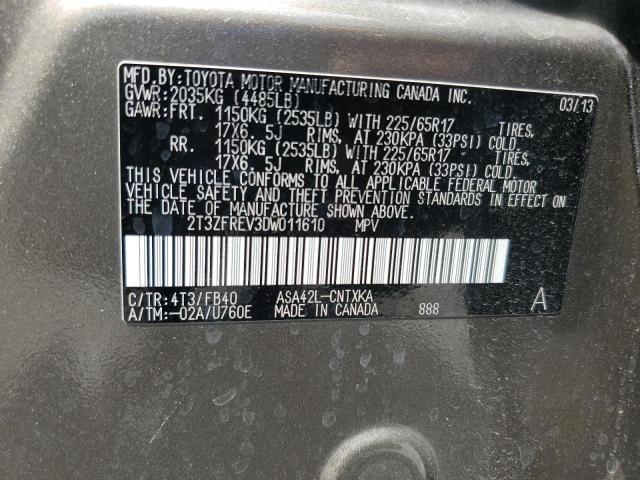 MFD.BY:TOYOTA MOTOR MANUFACTURING CANADA INC.
GVWR:2035KG (4485LB) 03/13
GAWR:FRT. 1150KG (2535LB) WITH 225/65R17 TIRES,
17X6. 5J RIMS, AT 230KPA (33PSI) COLD.
RR. 1150KG (2535LB) WITH 225/65R17 TIRES,
17X6. 5J RIMS, AT 230KPA (33PSI) COLD.
THIS VEHICLE CONFORMS TO ALL APPLICABLE FEDERAL MOTOR
VEHICLE SAFETY AND THEFT PREVENTION STANDARDS IN EFFECT ON
THE DATE OF MANUFACTURE SHOWN ABOVE.
2T3ZFREV3DW011610 MPV
C/TR:4T3/FB40 ASA42L-CNTXKA
A/TM:-02A/U760E MADE IN CANADA 888 A